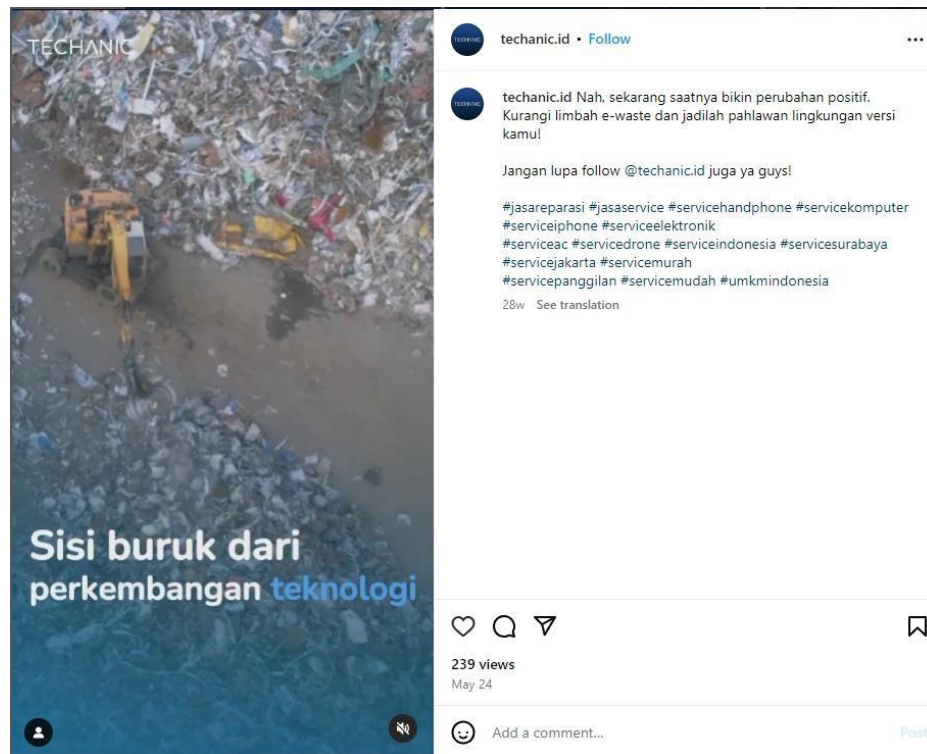 TECHANIC
Sisi buruk dari
perkembangan teknologi
techanic.id • Follow
techanic.id Nah, sekarang saatnya bikin perubahan positif.
Kurangi limbah e-waste dan jadilah pahlawan lingkungan versi
kamu!
Jangan lupa follow @techanic.id juga ya guys!
#jasareparasi #jasaservice #servicehandphone #servicekomputer
#serviceiphone #serviceelektronik
#serviceac #servicedrone #serviceindonesia #servicesurabaya
#servicejakarta #servicemurah
#servicepanggilan #servicemudah #umkmindonesia
28w See translation
239 views
May 24
Add a comment...
Post